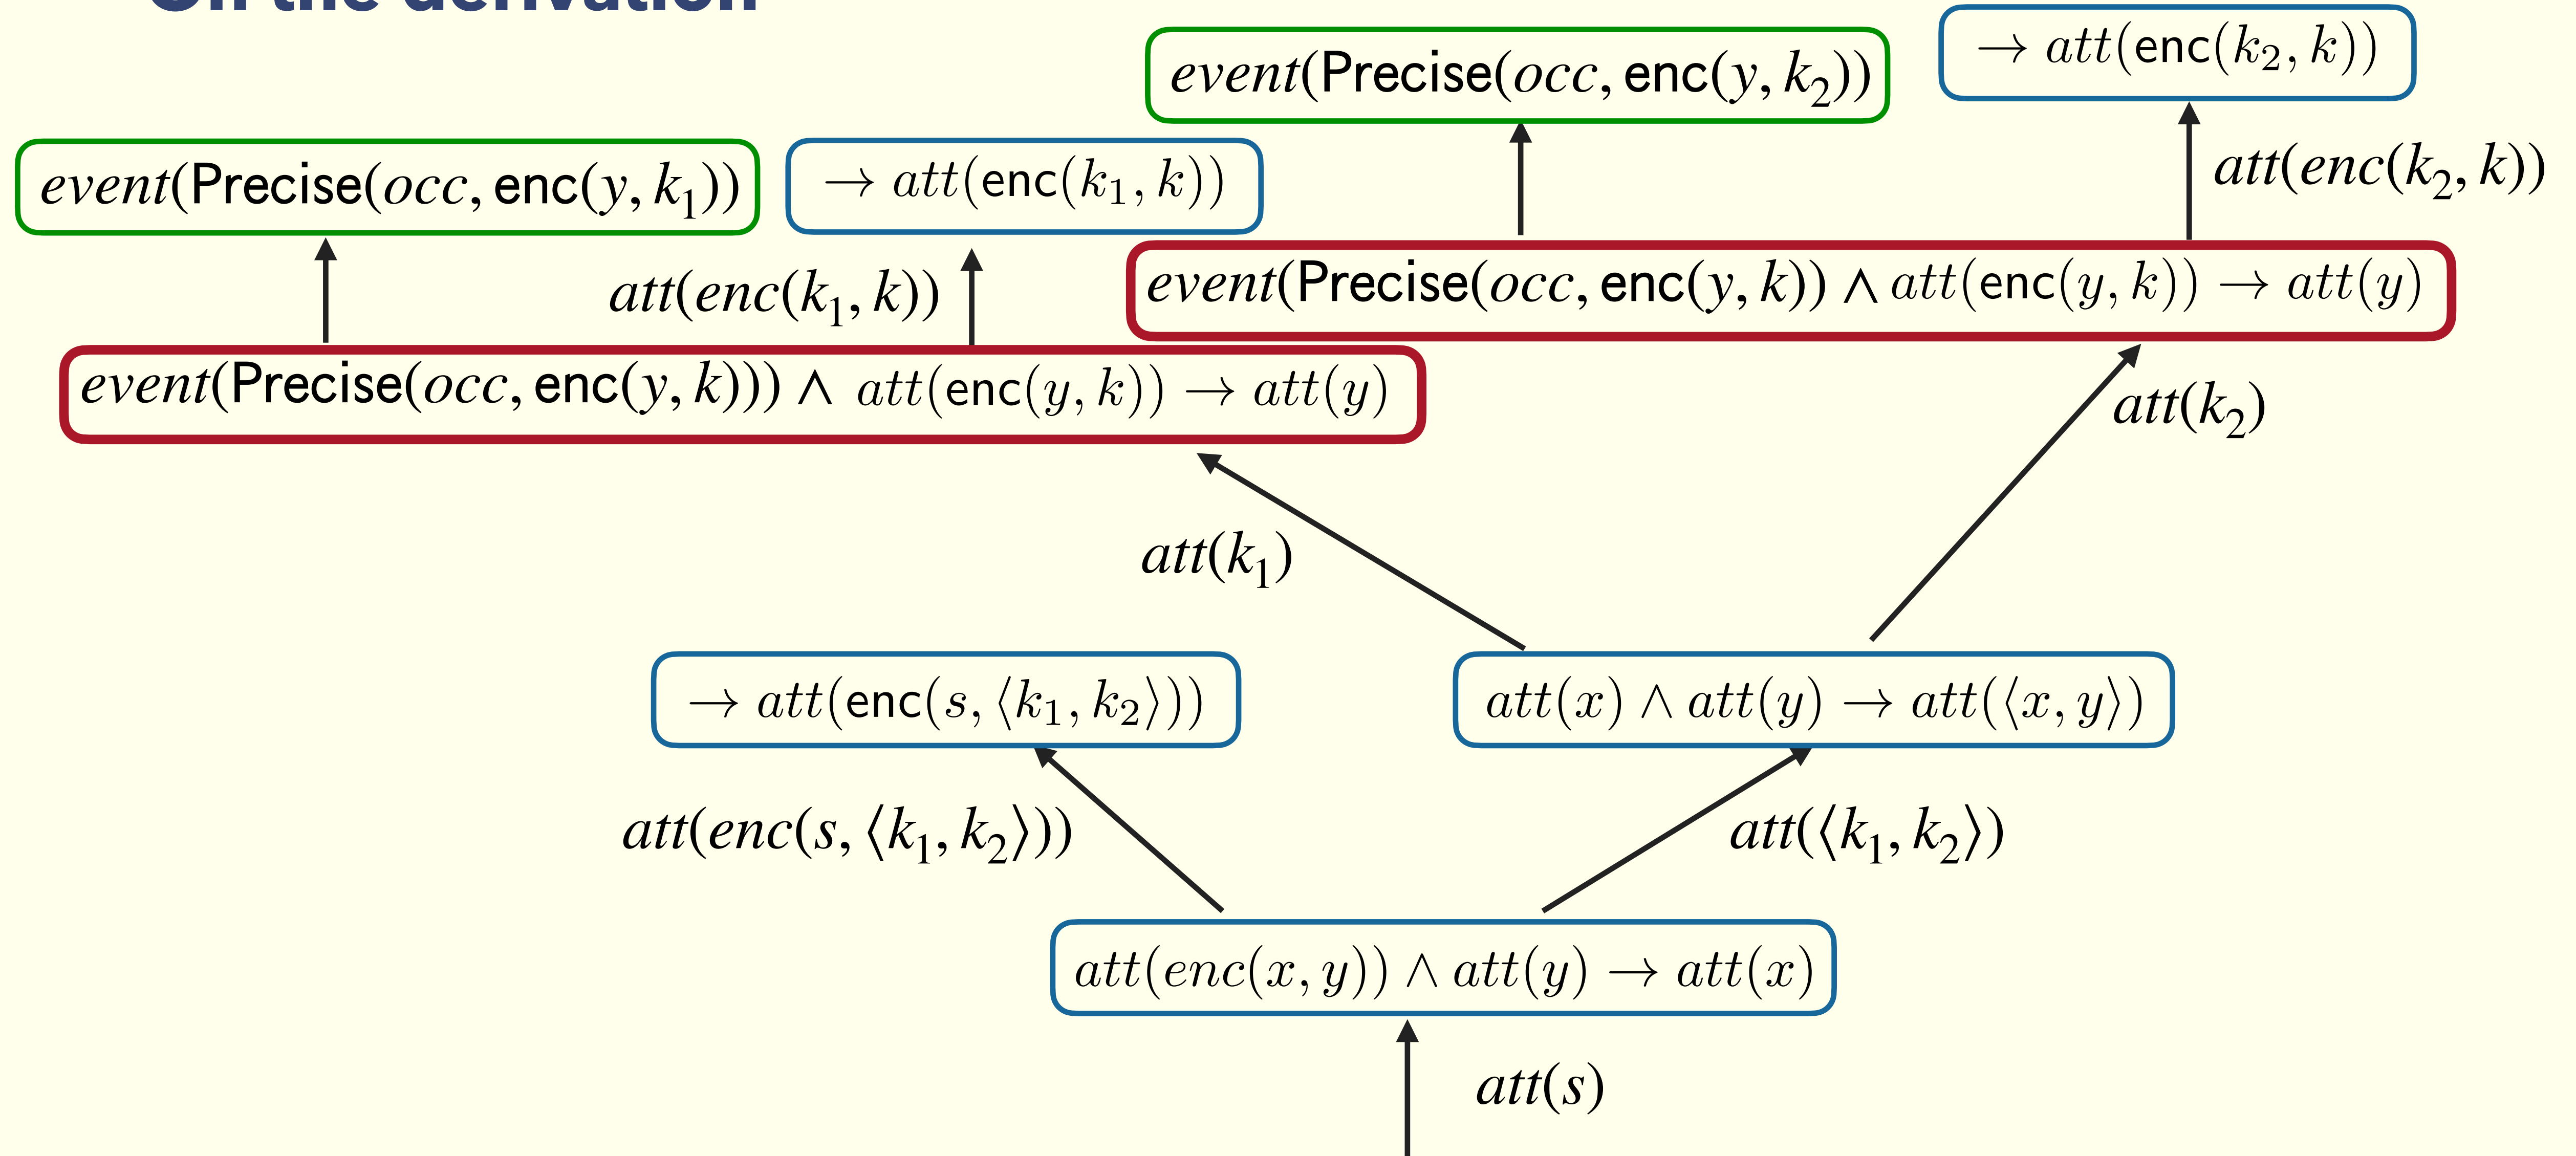 On the derivation
→ att(enc(k₂, k))
event(Precise(occ, enc(y, k₂))
att(enc(k₂, k))
event(Precise(occ, enc(y, k₁))
→ att(enc(k₁, k))
event(Precise(occ, enc(y, k)) ∧ att(enc(y, k)) → att(y)
att(enc(k₁, k))
event(Precise(occ, enc(y, k))) ∧ att(enc(y, k)) → att(y)
att(k₂)
att(k₁)
→ att(enc(s, ⟨k₁, k₂⟩))
att(x) ∧ att(y) → att(⟨x, y⟩)
att(enc(s, ⟨k₁, k₂⟩))
att(⟨k₁, k₂⟩)
att(enc(x, y)) ∧ att(y) → att(x)
att(s)